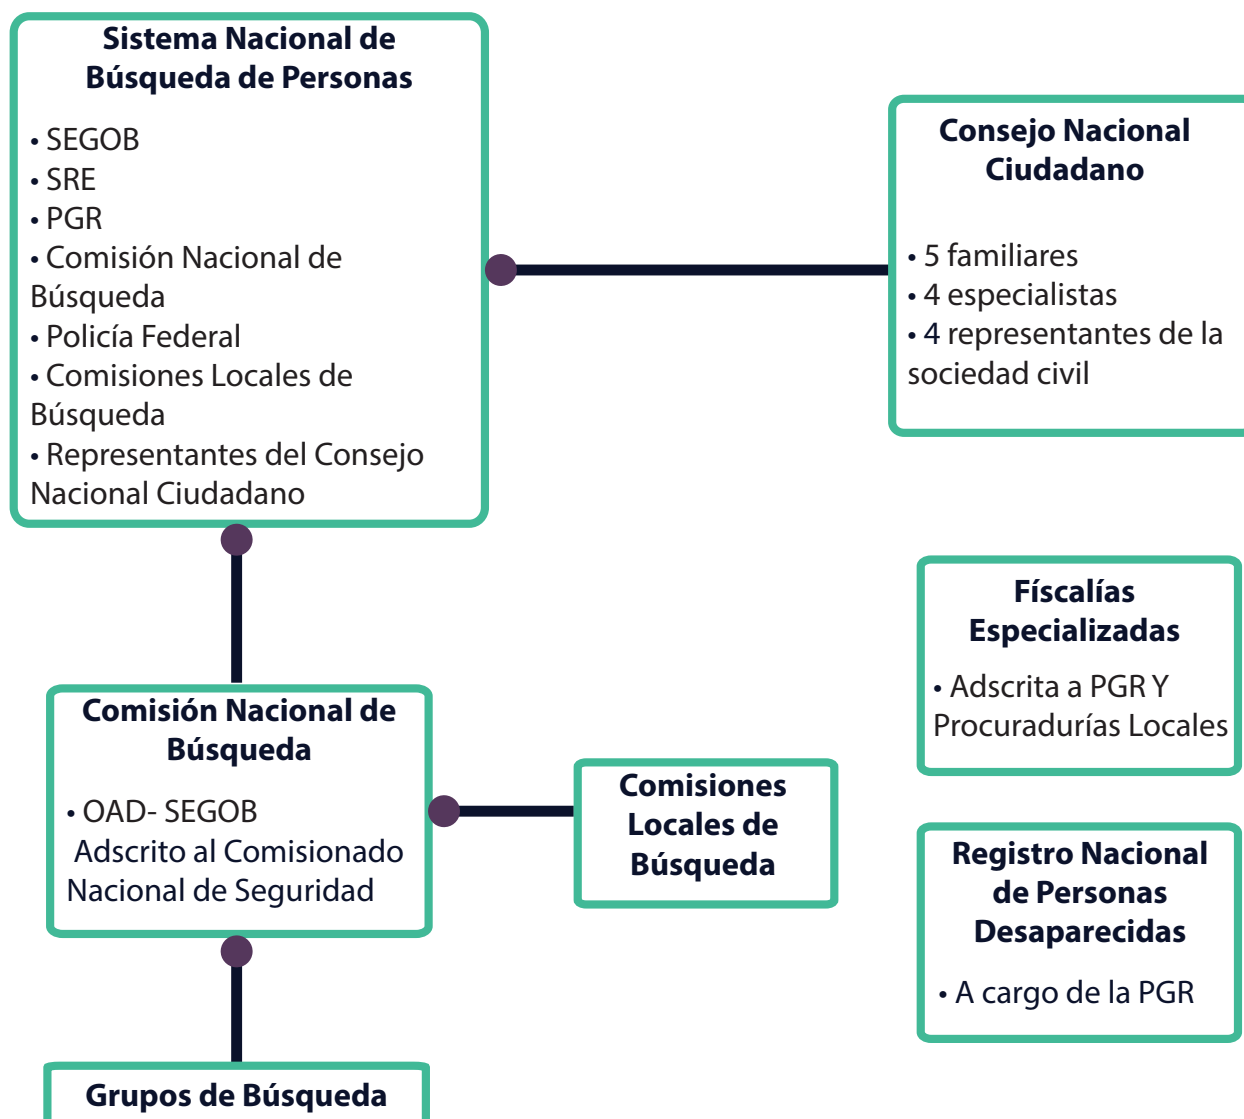 Sistema Nacional de
Búsqueda de Personas
• SEGOB
• SRE
• PGR
• Comisión Nacional de
Búsqueda
• Policía Federal
• Comisiones Locales de
Búsqueda
• Representantes del Consejo
Nacional Ciudadano
Consejo Nacional
Ciudadano
• 5 familiares
• 4 especialistas
• 4 representantes de la
sociedad civil
Físcalías
Especializadas
• Adscrita a PGR Y
Procuradurías Locales
Comisión Nacional de
Búsqueda
• OAD- SEGOB
Adscrito al Comisionado
Nacional de Seguridad
Comisiones
Locales de
Búsqueda
Registro Nacional
de Personas
Desaparecidas
• A cargo de la PGR
Grupos de Búsqueda